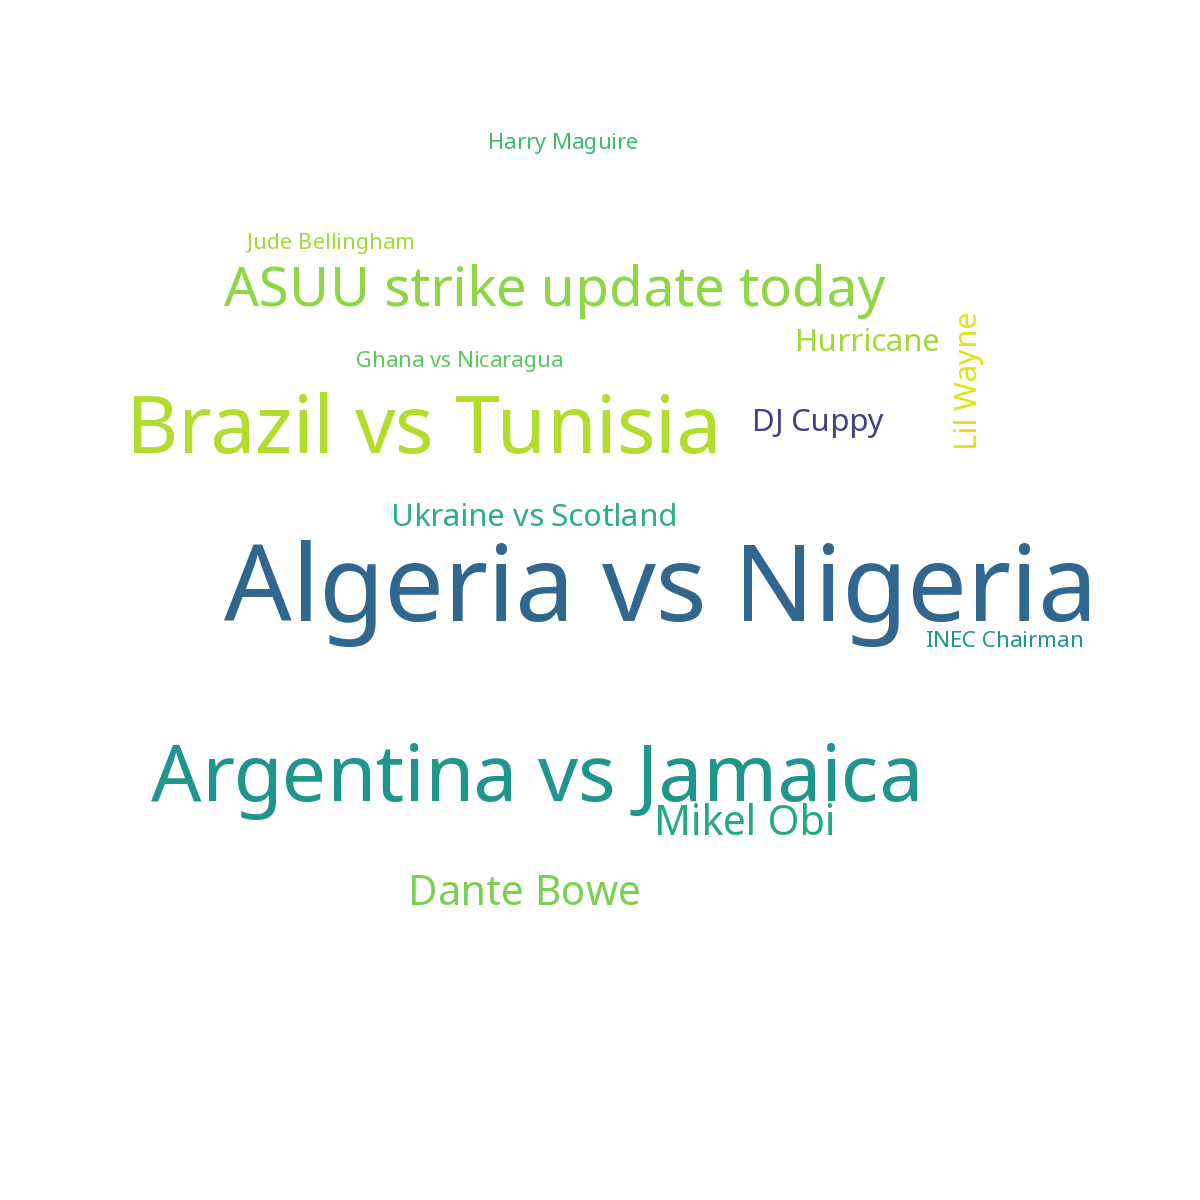 Harry Maguire
Jude Bellingham
ASUU strike update today
Hurricane
Lil Wayne
Ghana vs Nicaragua
Brazil vs Tunisia
DJ Cuppy
Ukraine vs Scotland
Algeria vs Nigeria
INEC Chairman
Argentina vs Jamaica
Mikel Obi
Dante Bowe